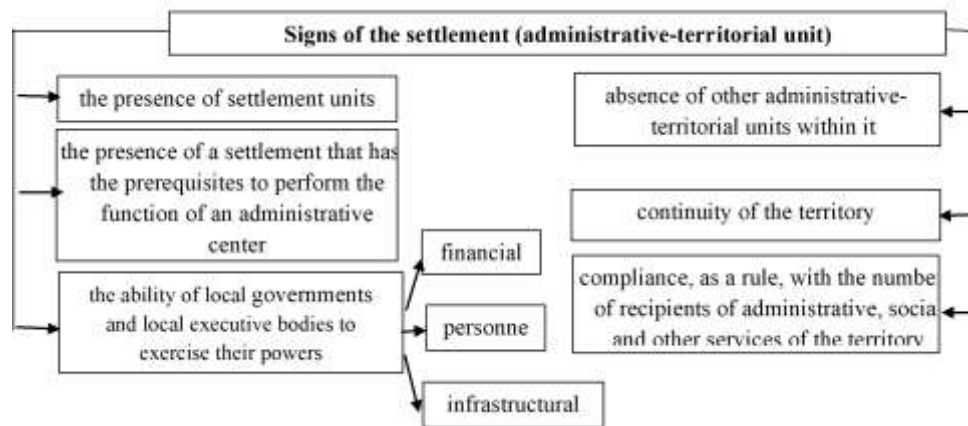 Signs of the settlement (administrative-territorial unit)
the presence of settlement units
the presence of a settlement that has
the prerequisites to perform the
function of an administrative
center
the ability of local governments
and local executive bodies to
exercise their powers
financial
personne
infrastructural
absence of other administrative-
territorial units within it
continuity of the territory
compliance, as a rule, with the numbe
of recipients of administrative, socia
and other services of the territory